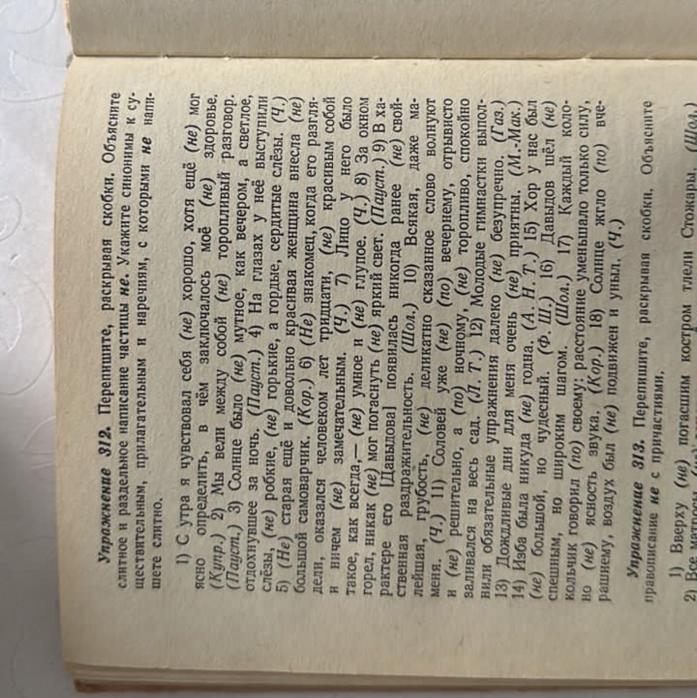 Упражнение 312. Перепишите, раскрывая скобки. Объясните
слитное и раздельное написание частицы не. Укажите синонимы к су-
ществительным, прилагательным и наречиям, с которыми не напи-
шете слитно.
1) С утра я чувствовал себя (не) хорошо, хотя ещё (не) мог
ясно определить, в чём заключалось моё (не) здоровье.
(Купр.) 2) Мы вели между собой (не) торопливый разговор.
(Пауст.) 3) Солнце было (не) мутное, как вечером, а светлое,
отдохнувшее за ночь. (Пауст.) 4) На глазах у неё выступили
слёзы, (не) робкие, (не) горькие, а гордые, сердитые слёзы. (Ч.)
5) (Не) старая ещё и довольно красивая женщина внесла (не)
большой самоварчик. (Кор.) 6) (Не) знакомец, когда его разгля-
дели, оказался человеком лет тридцати, (не) красивым собой
и ничем (не) замечательным. (Ч.) 7) Лицо у него было
такое, как всегда,— (не) умное и (не) глупое. (Ч.) 8) За окном
горел, никак (не) мог погаснуть (не) яркий свет. (Пауст.) 9) В ха-
рактере его [Давыдова] появилась никогда ранее (не) свой-
ственная раздражительность. (Шол.) 10) Всякая, даже ма-
лейшая, грубость, (не) деликатно сказанное слово волнуют
меня. (Ч.) 11) Соловей уже (не) (по) вечернему, отрывисто
и (не) решительно, а (по) ночному, (не) торопливо, спокойно
заливался на весь сад. (Л. Т.) 12) Молодые гимнастки выпол-
нили обязательные упражнения далеко (не) безупречно. (Газ.)
13) Дождливые дни для меня очень (не) приятны. (М.-Мак.)
14) Изба была никуда (не) годна. (А. Н. Т.) 15) Хор у нас был
(не) большой, но чудесный. (Ф. Ш.) 16) Давыдов шёл (не)
спешным, но широким шагом. (Шол.) 17) Каждый коло-
кольчик говорил (по) своему: расстояние уменьшало только силу,
но (не) ясность звука. (Кор.) 18) Солнце жгло (по) вче-
рашнему, воздух был (не) подвижен и уныл. (Ч.)
Упражнение 313. Перепишите, раскрывая скобки. Объясните
правописание не с причастиями.
1) Вверху (не) погасшим костром тлели Стожары. (Шол.)
2) Все